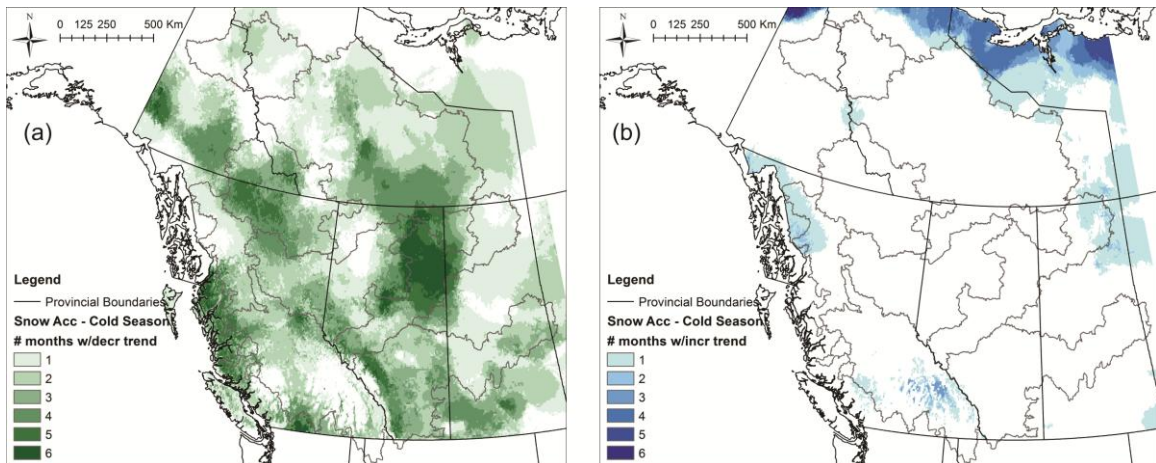 N
0 125 250 500 Km
(a)
Legend
Provincial Boundaries
Snow Acc - Cold Season
# months w/decr trend
1
2
3
4
5
6
N
0 125 250 500 Km
(b)
Legend
Provincial Boundaries
Snow Acc - Cold Season
# months w/incr trend
1
2
3
4
5
6